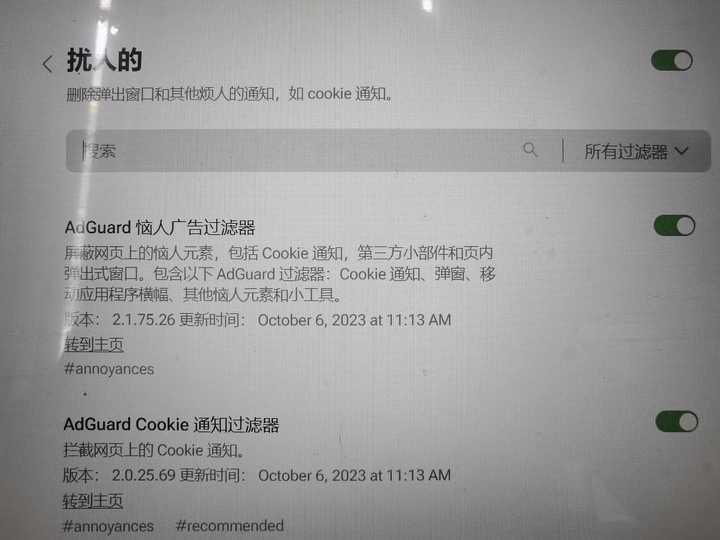 扰人的
删除弹出窗口和其他烦人的通知，如 cookie 通知。
搜索
所有过滤器
AdGuard 恼人广告过滤器
屏蔽网页上的恼人元素，包括 Cookie 通知，第三方小部件和页内
弹出式窗口。包含以下 AdGuard 过滤器：Cookie 通知、弹窗、移
动应用程序横幅、其他恼人元素和小工具。
版本： 2.1.75.26 更新时间： October 6, 2023 at 11:13 AM
转到主页
#annoyances
AdGuard Cookie 通知过滤器
拦截网页上的 Cookie 通知。
版本： 2.0.25.69 更新时间： October 6, 2023 at 11:13 AM
转到主页
#annoyances #recommended